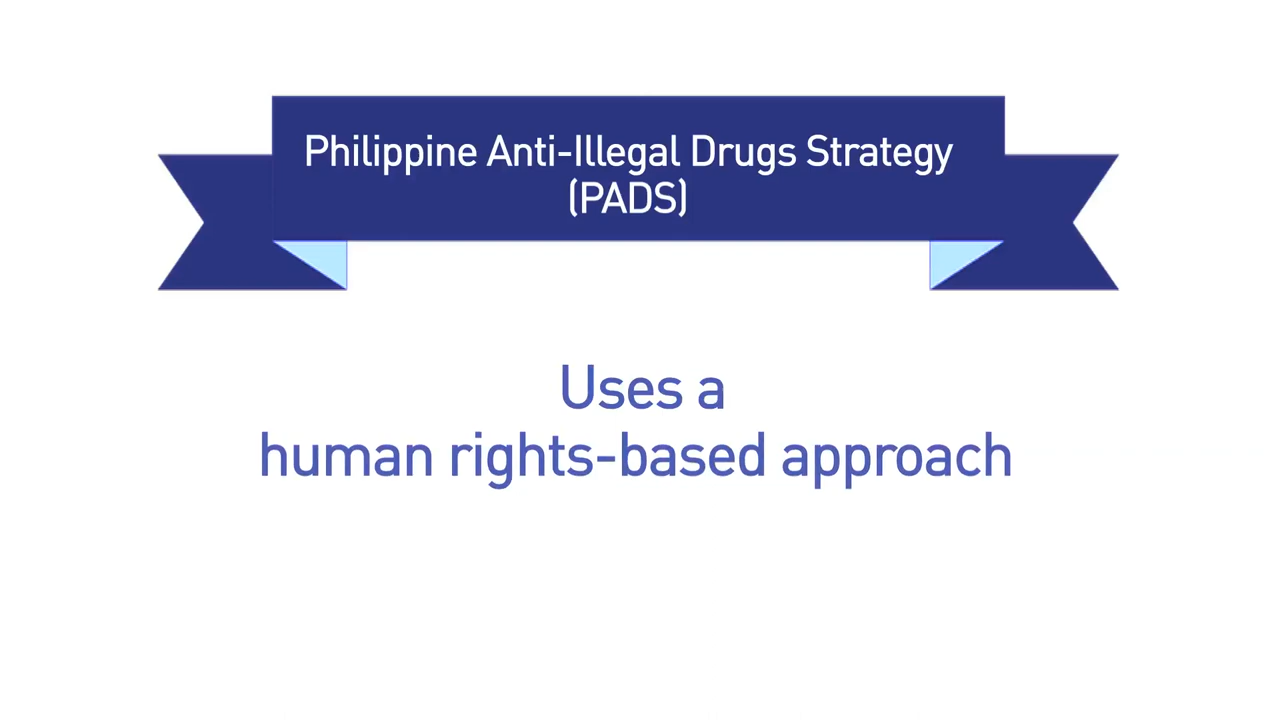 Philippine Anti-Illegal Drugs Strategy
(PADS)
Uses a
human rights-based approach